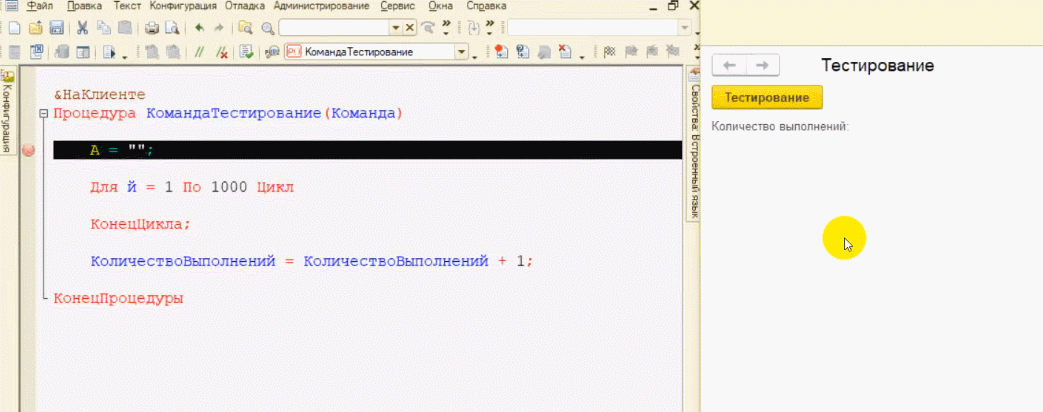 Файл Правка Текст Конфигурация Отладка Администрирование Сервис Окна Справка
КомандаТестирование
Конфигурация
&НаКлиенте
Процедура КомандаТестирование(Команда)
А = "";
Для й = 1 По 1000 Цикл
КонецЦикла;
КоличествоВыполнений = КоличествоВыполнений + 1;
КонецПроцедуры
Свойства: Встроенный язык
Тестирование
Тестирование
Количество выполнений: